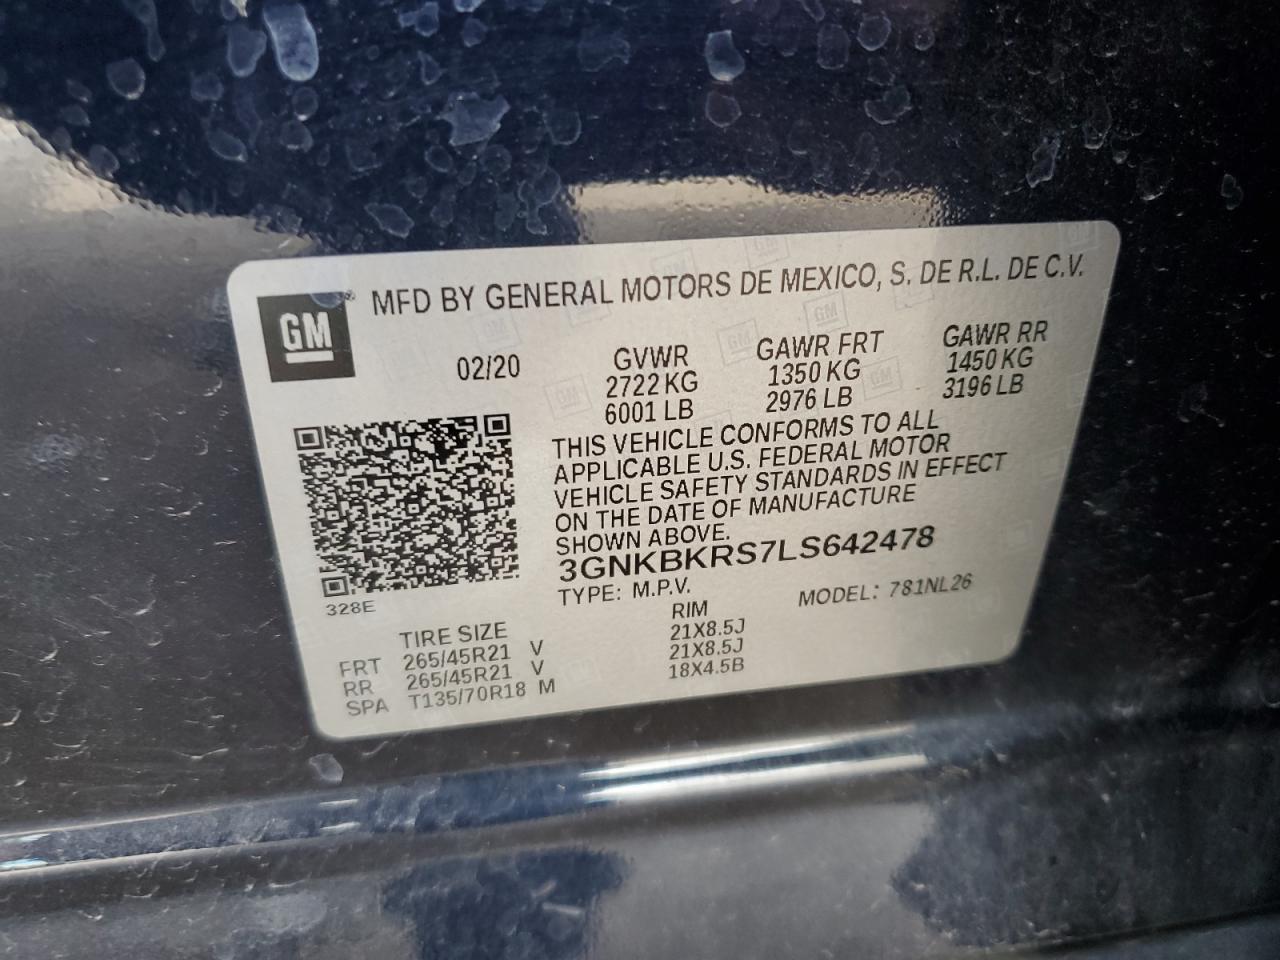 GM
MFD BY GENERAL MOTORS DE MEXICO, S. DE R.L. DE C.V.
02/20
GVWR
2722 KG
6001 LB
GAWR FRT
1350 KG
2976 LB
GAWR RR
1450 KG
3196 LB
THIS VEHICLE CONFORMS TO ALL
APPLICABLE U.S. FEDERAL MOTOR
VEHICLE SAFETY STANDARDS IN EFFECT
ON THE DATE OF MANUFACTURE
SHOWN ABOVE.
3GNKBKRS7LS642478
TYPE: M.P.V.
MODEL: 781NL26
328E
TIRE SIZE RIM
FRT 265/45R21 V 21X8.5J
RR 265/45R21 V 21X8.5J
SPA T135/70R18 M 18X4.5B